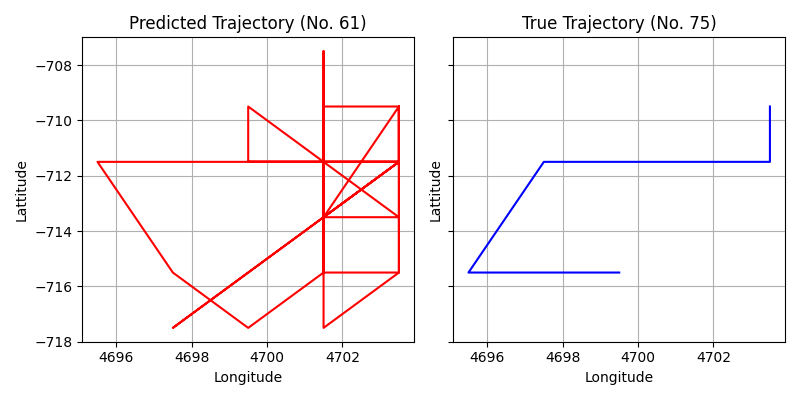 Predicted Trajectory (No. 61)
True Trajectory (No. 75)
−708
−710
−712
−714
−716
−718
Lattitude
Lattitude
4696 4698 4700 4702
4696 4698 4700 4702
Longitude
Longitude